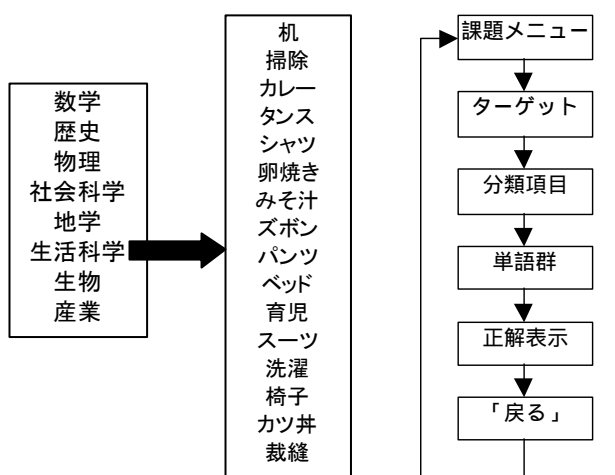 数学
歴史
物理
社会科学
地学
生活科学
生物
産業
机
掃除
カレー
タンス
シャツ
卵焼き
みそ汁
ズボン
パンツ
ベッド
育児
スーツ
洗濯
椅子
カツ丼
裁縫
課題メニュー
ターゲット
分類項目
単語群
正解表示
「戻る」